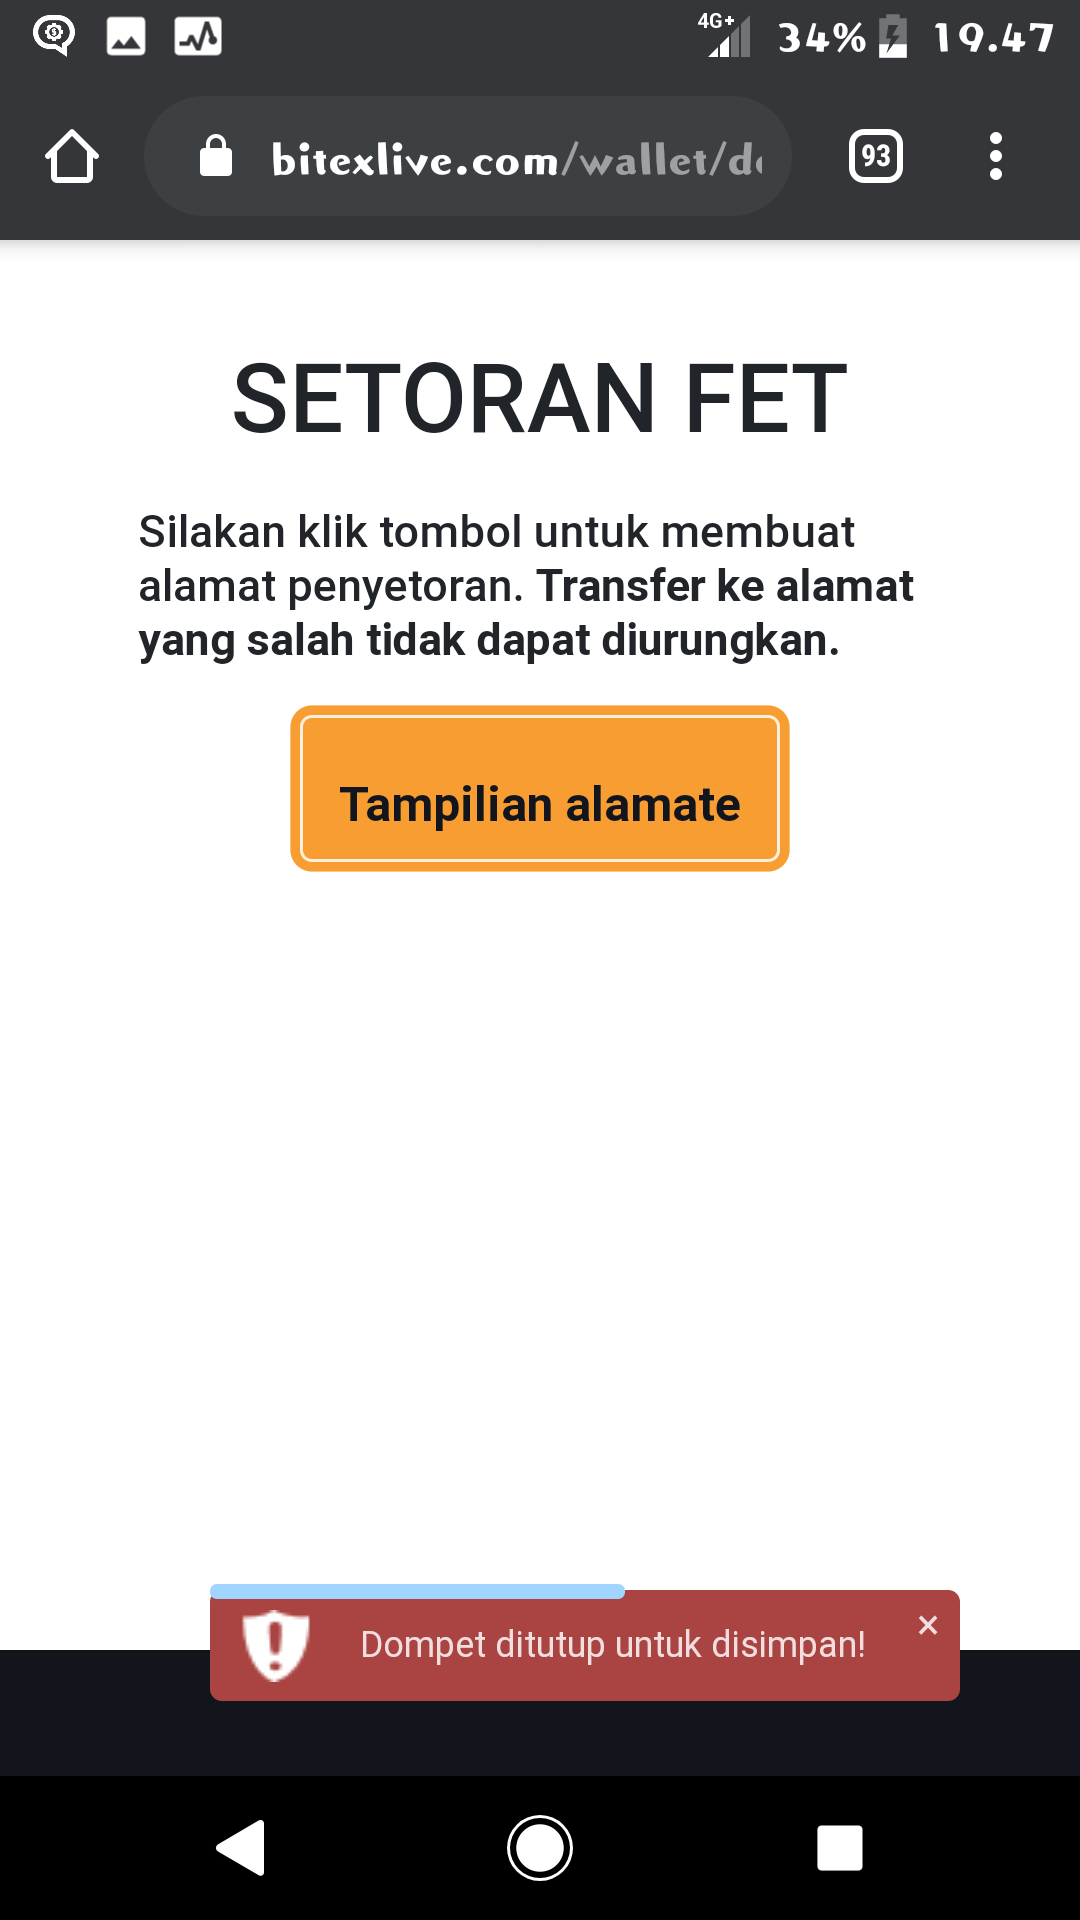 4G+ 34% 19.47
bitexlive.com/wallet/d
93
SETORAN FET
Silakan klik tombol untuk membuat
alamat penyetoran. Transfer ke alamat
yang salah tidak dapat diurungkan.
Tampilian alamate
Dompet ditutup untuk disimpan! ×